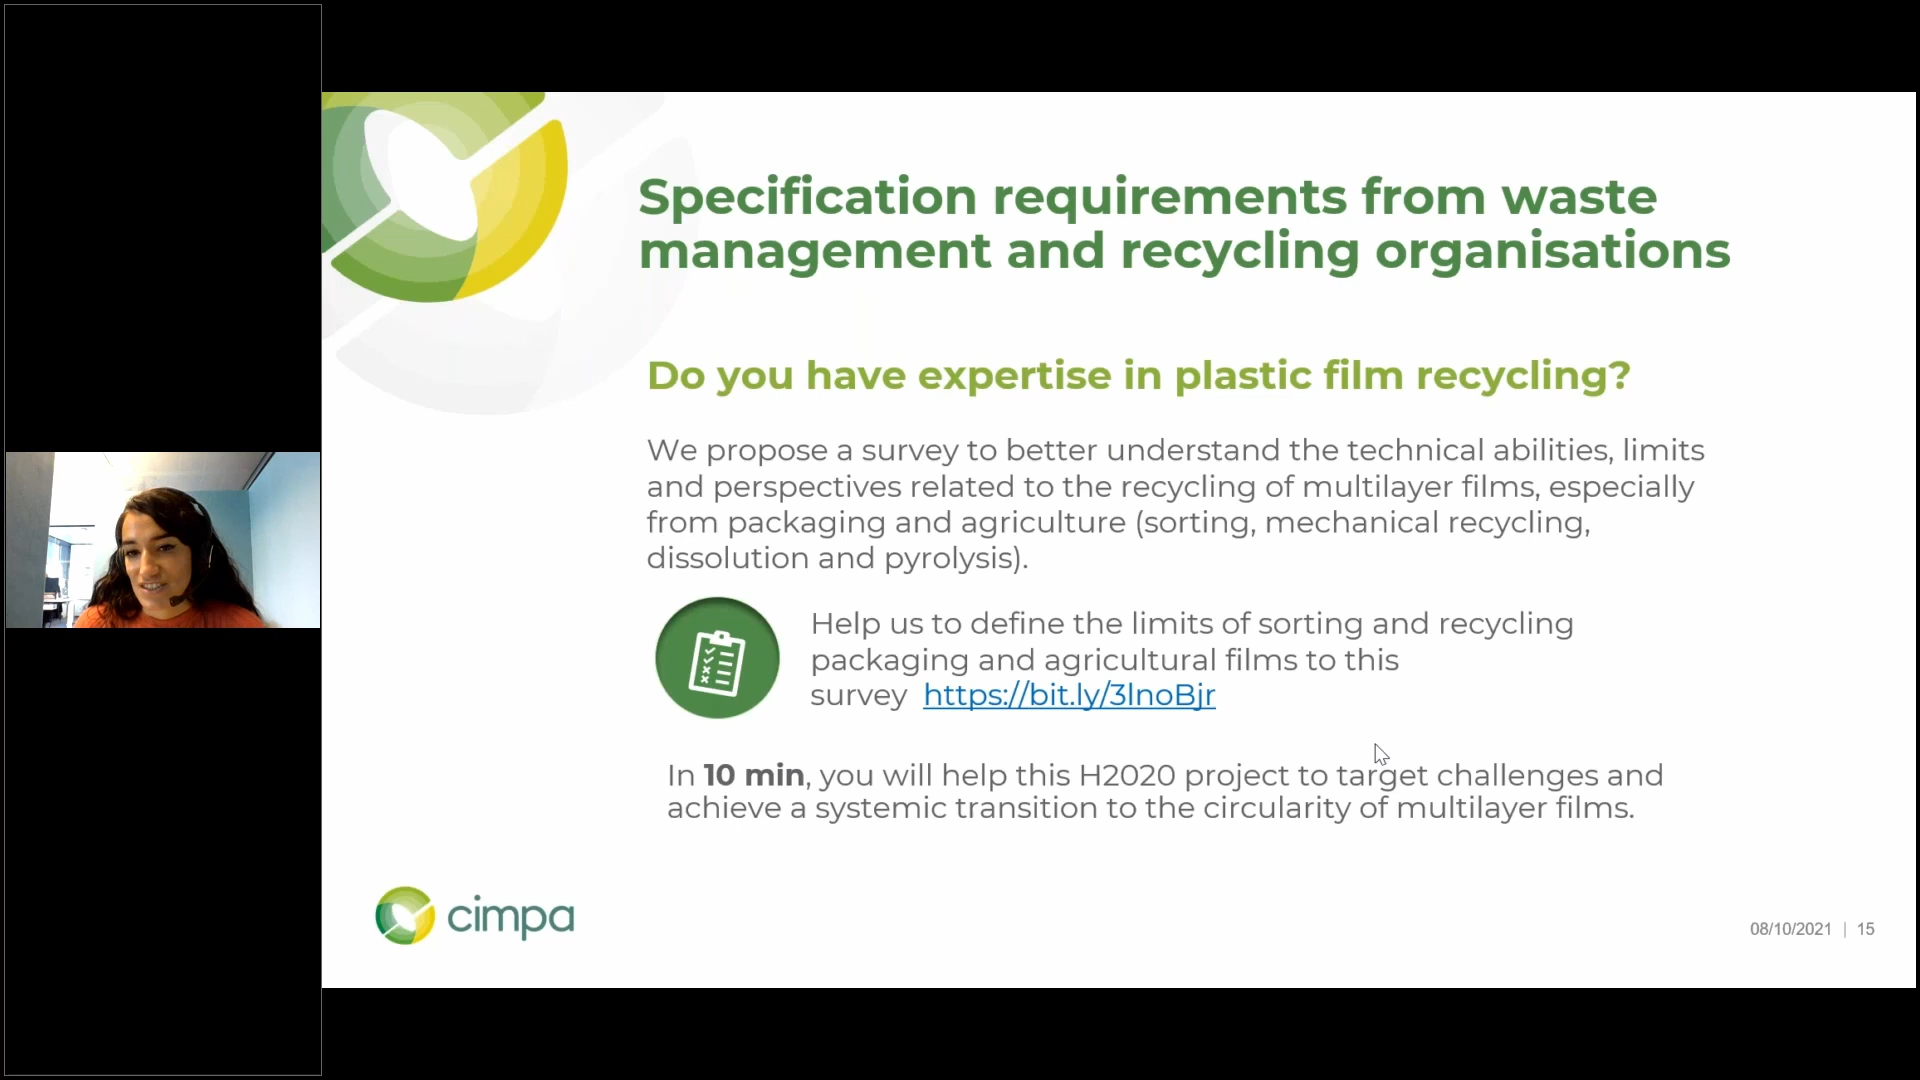 Specification requirements from waste
management and recycling organisations
Do you have expertise in plastic film recycling?
We propose a survey to better understand the technical abilities, limits
and perspectives related to the recycling of multilayer films, especially
from packaging and agriculture (sorting, mechanical recycling,
dissolution and pyrolysis).
Help us to define the limits of sorting and recycling
packaging and agricultural films to this
survey https://bit.ly/3lnoBjr
In 10 min, you will help this H2020 project to target challenges and
achieve a systemic transition to the circularity of multilayer films.
cimpa
08/10/2021 | 15